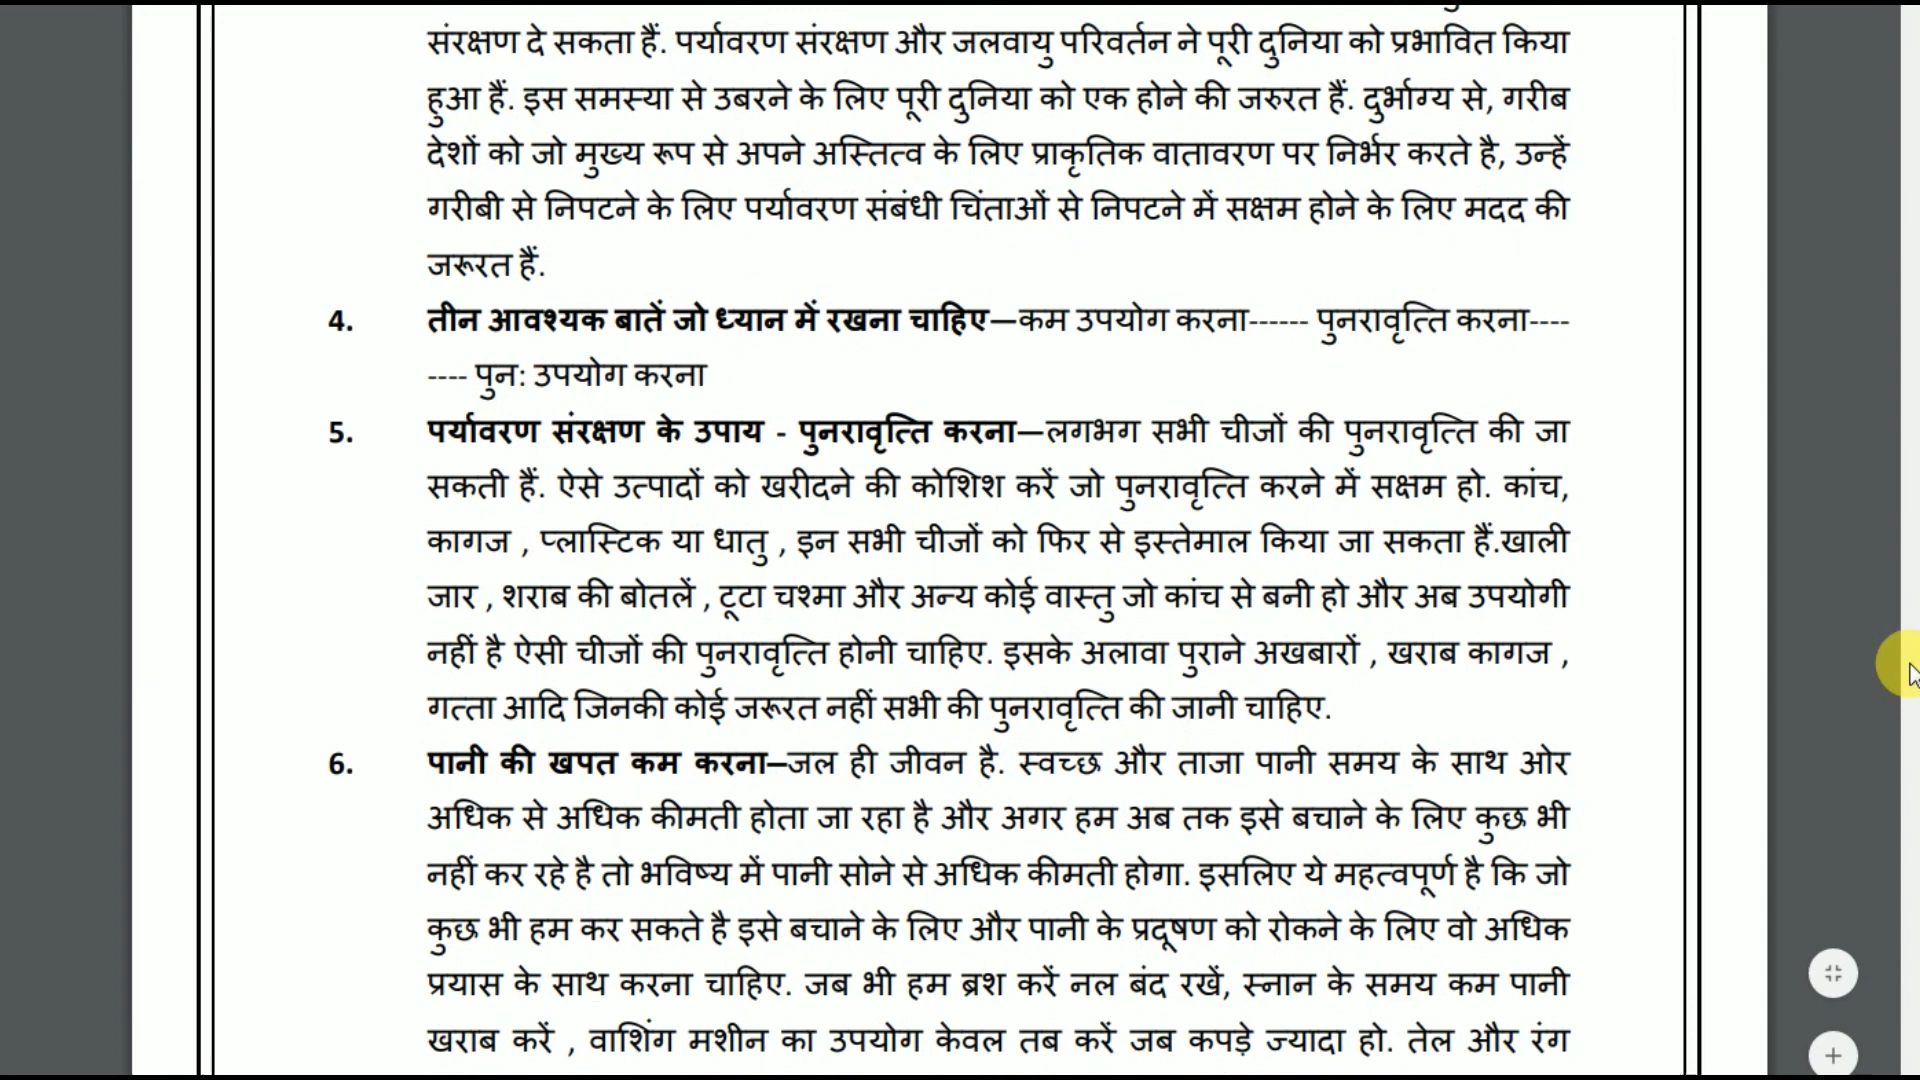 संरक्षण दे सकता हैं. पर्यावरण संरक्षण और जलवायु परिवर्तन ने पूरी दुनिया को प्रभावित किया
हुआ हैं. इस समस्या से उबरने के लिए पूरी दुनिया को एक होने की जरुरत हैं. दुर्भाग्य से, गरीब
देशों को जो मुख्य रूप से अपने अस्तित्व के लिए प्राकृतिक वातावरण पर निर्भर करते है, उन्हें
गरीबी से निपटने के लिए पर्यावरण संबंधी चिंताओं से निपटने में सक्षम होने के लिए मदद की
जरूरत हैं.
4. तीन आवश्यक बातें जो ध्यान में रखना चाहिए—कम उपयोग करना------ पुनरावृत्ति करना----
---- पुन: उपयोग करना
5. पर्यावरण संरक्षण के उपाय - पुनरावृत्ति करना—लगभग सभी चीजों की पुनरावृत्ति की जा
सकती हैं. ऐसे उत्पादों को खरीदने की कोशिश करें जो पुनरावृत्ति करने में सक्षम हो. कांच,
कागज , प्लास्टिक या धातु , इन सभी चीजों को फिर से इस्तेमाल किया जा सकता हैं.खाली
जार , शराब की बोतलें , टूटा चश्मा और अन्य कोई वास्तु जो कांच से बनी हो और अब उपयोगी
नहीं है ऐसी चीजों की पुनरावृत्ति होनी चाहिए. इसके अलावा पुराने अखबारों , खराब कागज ,
गत्ता आदि जिनकी कोई जरूरत नहीं सभी की पुनरावृत्ति की जानी चाहिए.
6. पानी की खपत कम करना–जल ही जीवन है. स्वच्छ और ताजा पानी समय के साथ ओर
अधिक से अधिक कीमती होता जा रहा है और अगर हम अब तक इसे बचाने के लिए कुछ भी
नहीं कर रहे है तो भविष्य में पानी सोने से अधिक कीमती होगा. इसलिए ये महत्वपूर्ण है कि जो
कुछ भी हम कर सकते है इसे बचाने के लिए और पानी के प्रदूषण को रोकने के लिए वो अधिक
प्रयास के साथ करना चाहिए. जब भी हम ब्रश करें नल बंद रखें, स्नान के समय कम पानी
खराब करें , वाशिंग मशीन का उपयोग केवल तब करें जब कपड़े ज्यादा हो. तेल और रंग